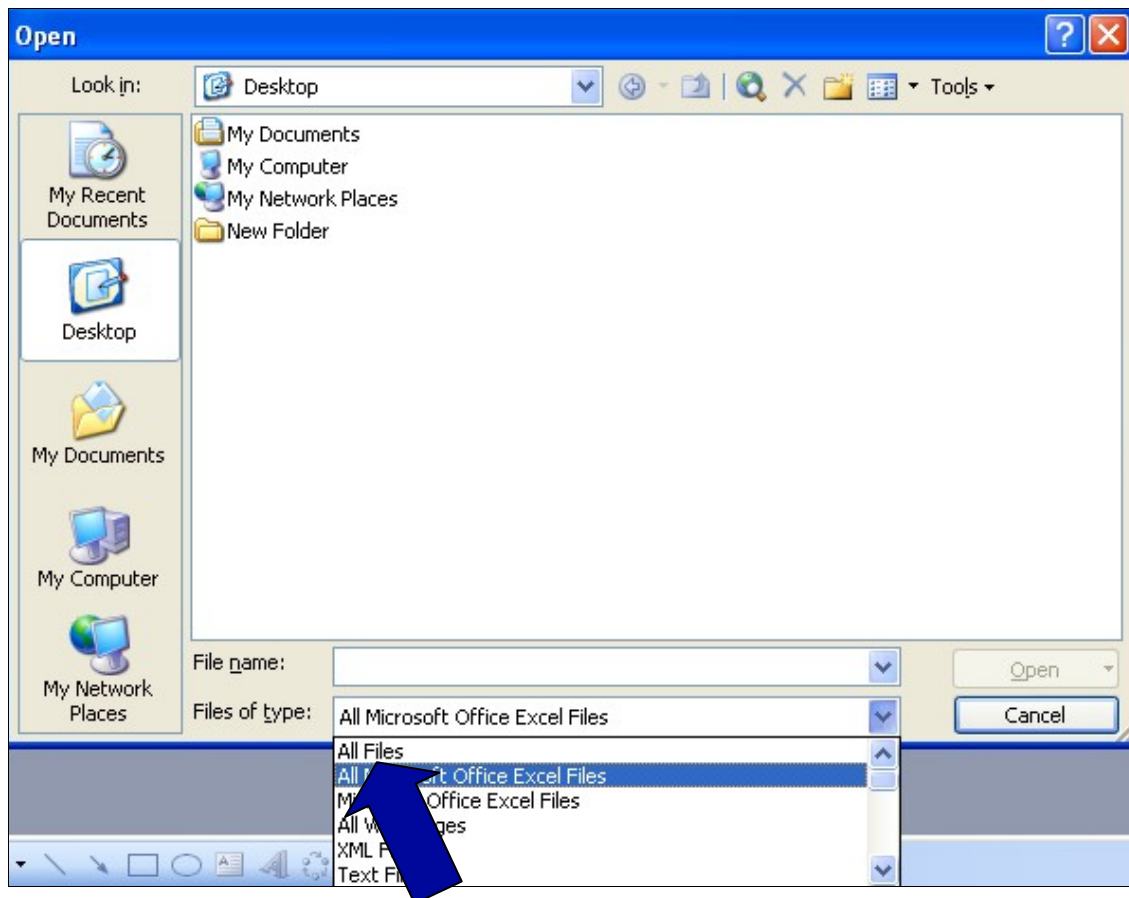 Open
Look in:
Desktop
Tools
My Recent
Documents
Desktop
My Documents
My Computer
My Network
Places
My Documents
My Computer
My Network Places
New Folder
File name:
Open
Files of type:
All Microsoft Office Excel Files
Cancel
All Files
All Office Excel Files
Office Excel Files
All
XML
Text